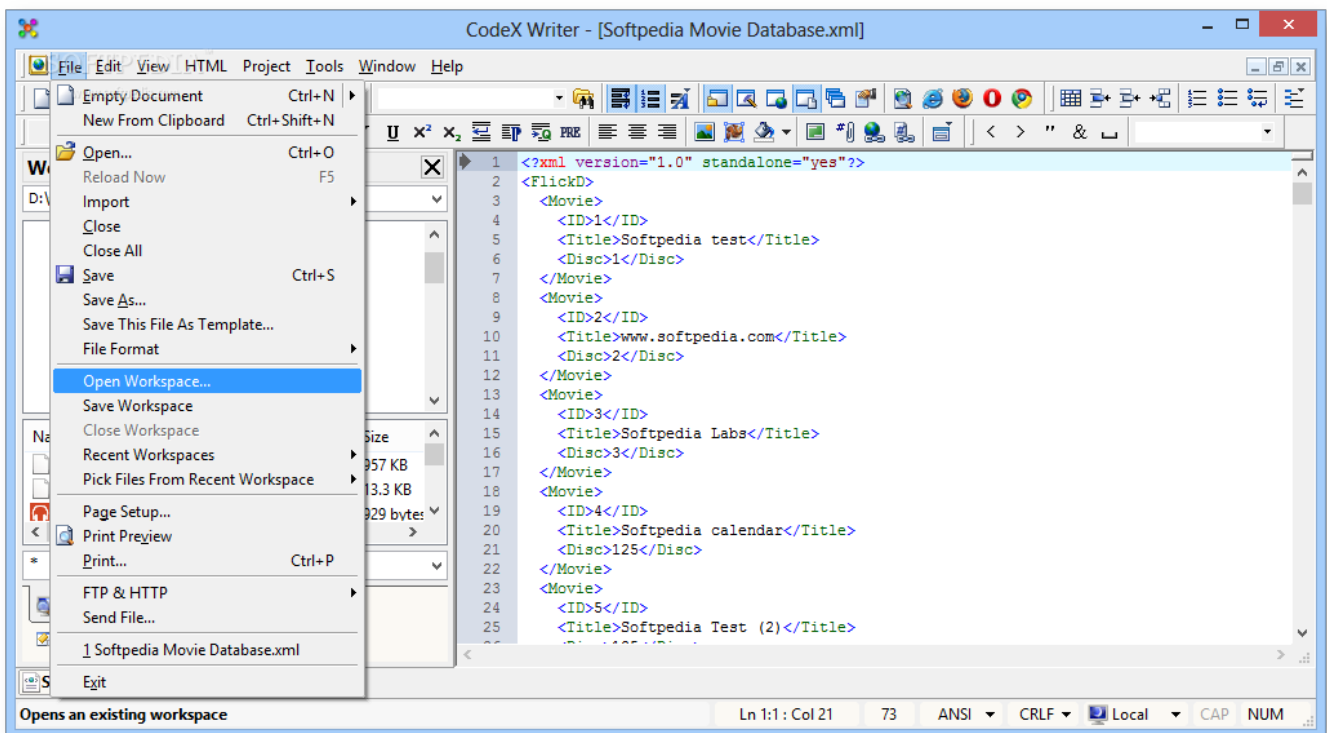 CodeX Writer - [Softpedia Movie Database.xml]
File Edit View HTML Project Tools Window Help
Empty Document Ctrl+N
New From Clipboard Ctrl+Shift+N
Open... Ctrl+O
Reload Now F5
Import
Close
Close All
Save Ctrl+S
Save As...
Save This File As Template...
File Format
Open Workspace...
Save Workspace
Close Workspace
Recent Workspaces
Pick Files From Recent Workspace
Page Setup...
Print Preview
Print... Ctrl+P
FTP & HTTP
Send File...
1 Softpedia Movie Database.xml
Exit
U x² x₂ PRE < > " &
D:\
Size
957 KB
13.3 KB
929 bytes
*
1 <?xml version="1.0" standalone="yes"?>
2 <FlickD>
3 <Movie>
4 <ID>1</ID>
5 <Title>Softpedia test</Title>
6 <Disc>1</Disc>
7 </Movie>
8 <Movie>
9 <ID>2</ID>
10 <Title>www.softpedia.com</Title>
11 <Disc>2</Disc>
12 </Movie>
13 <Movie>
14 <ID>3</ID>
15 <Title>Softpedia Labs</Title>
16 <Disc>3</Disc>
17 </Movie>
18 <Movie>
19 <ID>4</ID>
20 <Title>Softpedia calendar</Title>
21 <Disc>125</Disc>
22 </Movie>
23 <Movie>
24 <ID>5</ID>
25 <Title>Softpedia Test (2)</Title>
Opens an existing workspace Ln 1:1 : Col 21 73 ANSI CRLF Local CAP NUM